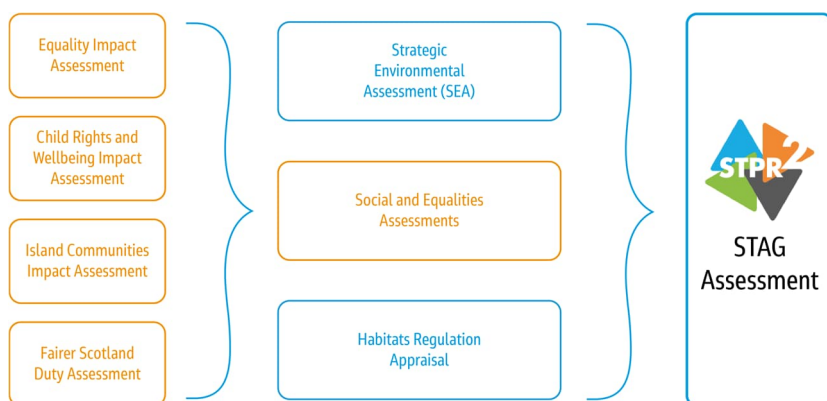 Equality Impact
Assessment
Child Rights and
Wellbeing Impact
Assessment
Island Communities
Impact Assessment
Fairer Scotland
Duty Assessment
Strategic
Environmental
Assessment (SEA)
Social and Equalities
Assessments
Habitats Regulation
Appraisal
STPR2
STAG
Assessment